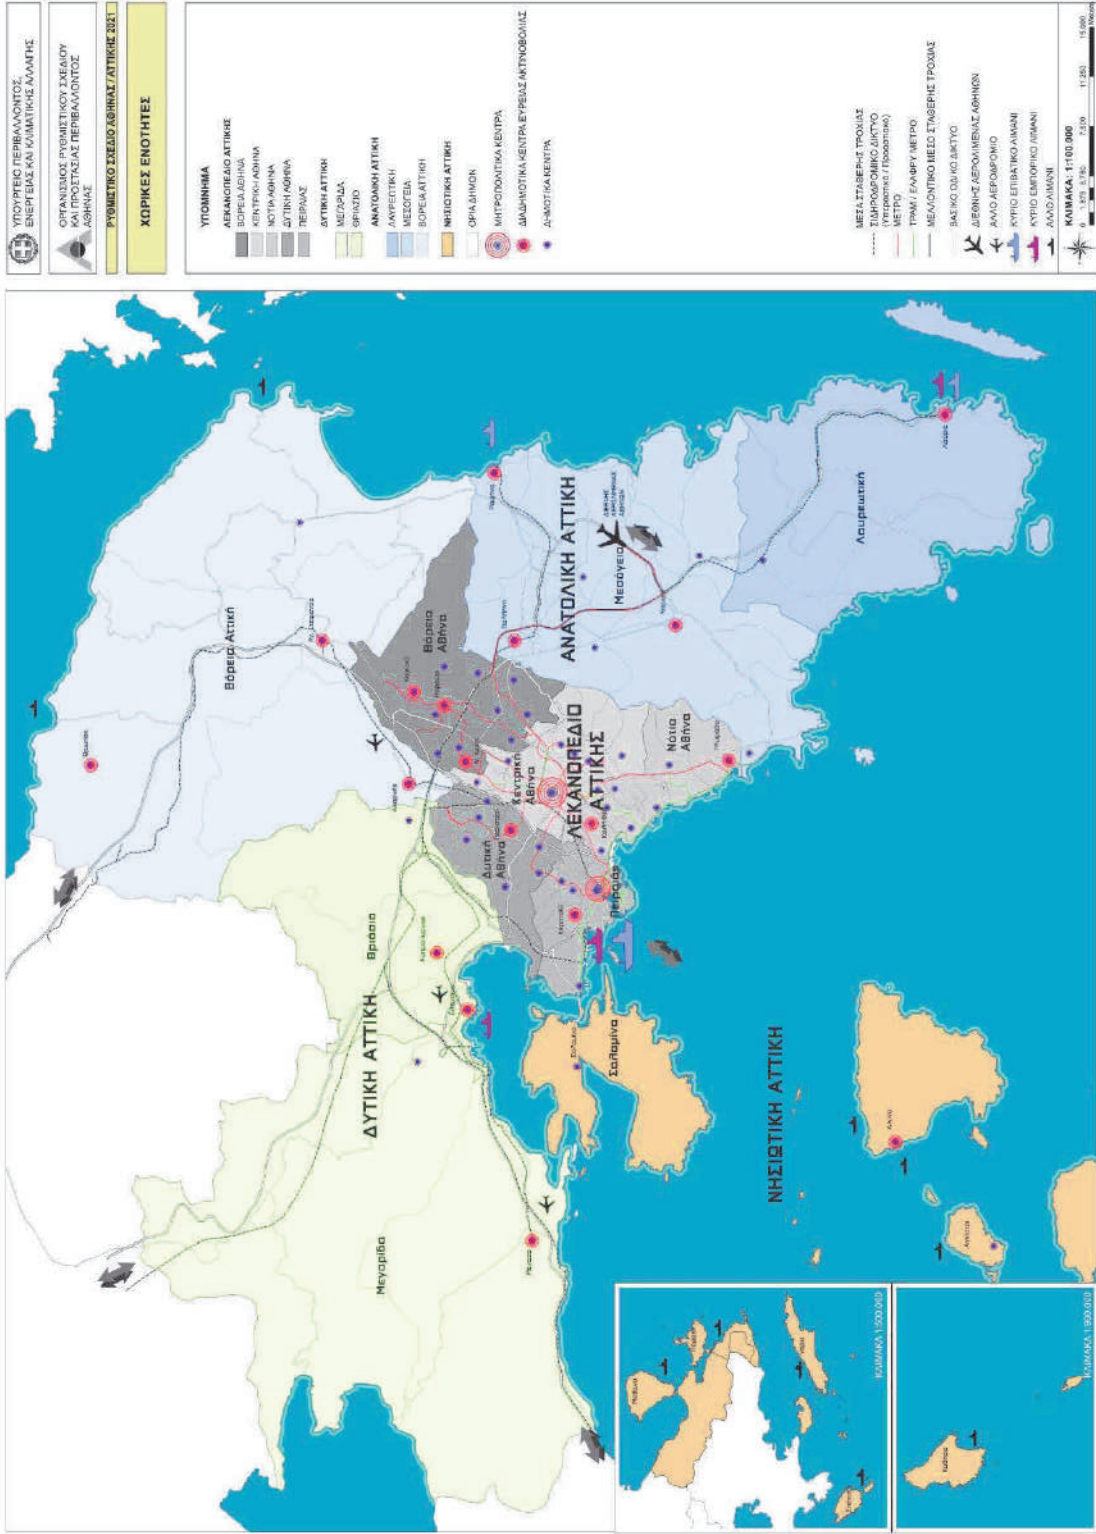 ΥΠΟΥΡΓΕΙΟ ΠΕΡΙΒΑΛΛΟΝΤΟΣ,
ΕΝΕΡΓΕΙΑΣ ΚΑΙ ΚΛΙΜΑΤΙΚΗΣ ΑΛΛΑΓΗΣ
ΟΡΓΑΝΙΣΜΟΣ ΡΥΘΜΙΣΤΙΚΟΥ ΣΧΕΔΙΟΥ
ΚΑΙ ΠΡΟΣΤΑΣΙΑΣ ΠΕΡΙΒΑΛΛΟΝΤΟΣ
ΑΘΗΝΑΣ
ΡΥΘΜΙΣΤΙΚΟ ΣΧΕΔΙΟ ΑΘΗΝΑΣ / ΑΤΤΙΚΗΣ 2021
ΧΩΡΙΚΕΣ ΕΝΟΤΗΤΕΣ
ΥΠΟΜΝΗΜΑ
ΛΕΚΑΝΟΠΕΔΙΟ ΑΤΤΙΚΗΣ
ΒΟΡΕΙΑ ΑΘΗΝΑ
ΚΕΝΤΡΙΚΗ ΑΘΗΝΑ
ΝΟΤΙΑ ΑΘΗΝΑ
ΔΥΤΙΚΗ ΑΘΗΝΑ
ΠΕΙΡΑΙΑΣ
ΔΥΤΙΚΗ ΑΤΤΙΚΗ
ΜΕΓΑΡΙΔΑ
ΘΡΙΑΣΙΟ
ΑΝΑΤΟΛΙΚΗ ΑΤΤΙΚΗ
ΛΑΥΡΕΩΤΙΚΗ
ΜΕΣΟΓΕΙΑ
ΒΟΡΕΙΑ ΑΤΤΙΚΗ
ΝΗΣΙΩΤΙΚΗ ΑΤΤΙΚΗ
ΟΡΙΑ ΔΗΜΩΝ
ΜΗΤΡΟΠΟΛΙΤΙΚΑ ΚΕΝΤΡΑ
ΔΙΑΔΗΜΟΤΙΚΑ ΚΕΝΤΡΑ ΕΥΡΕΙΑΣ ΑΚΤΙΝΟΒΟΛΙΑΣ
ΔΗΜΟΤΙΚΑ ΚΕΝΤΡΑ
ΜΕΣΑ ΣΤΑΘΕΡΗΣ ΤΡΟΧΙΑΣ
ΣΙΔΗΡΟΔΡΟΜΙΚΟ ΔΙΚΤΥΟ
(Υπεραστικό / Προαστιακό)
ΜΕΤΡΟ
ΤΡΑΜ / ΕΛΑΦΡΥ ΜΕΤΡΟ
ΜΕΛΛΟΝΤΙΚΟ ΜΕΣΟ ΣΤΑΘΕΡΗΣ ΤΡΟΧΙΑΣ
ΒΑΣΙΚΟ ΟΔΙΚΟ ΔΙΚΤΥΟ
ΔΙΕΘΝΗΣ ΑΕΡΟΛΙΜΕΝΑΣ ΑΘΗΝΩΝ
ΑΛΛΟ ΑΕΡΟΔΡΟΜΙΟ
ΚΥΡΙΟ ΕΠΙΒΑΤΙΚΟ ΛΙΜΑΝΙ
ΚΥΡΙΟ ΕΜΠΟΡΙΚΟ ΛΙΜΑΝΙ
ΑΛΛΟ ΛΙΜΑΝΙ
ΚΛΙΜΑΚΑ: 1:100.000
Βόρεια Αττική
Βόρεια
Αθήνα
ΑΝΑΤΟΛΙΚΗ ΑΤΤΙΚΗ
Μεσόγεια
Λαυρεωτική
Λαύριο
ΛΕΚΑΝΟΠΕΔΙΟ
ΑΤΤΙΚΗΣ
Κεντρική
Αθήνα
Νότια
Αθήνα
Δυτική
Αθήνα
Πειραιάς
Θριάσιο
ΔΥΤΙΚΗ ΑΤΤΙΚΗ
Μεγαρίδα
Μέγαρα
Σαλαμίνα
ΝΗΣΙΩΤΙΚΗ ΑΤΤΙΚΗ
Αίγινα
Κύθηρα
ΚΛΙΜΑΚΑ 1:500.000
ΚΛΙΜΑΚΑ 1:900.000